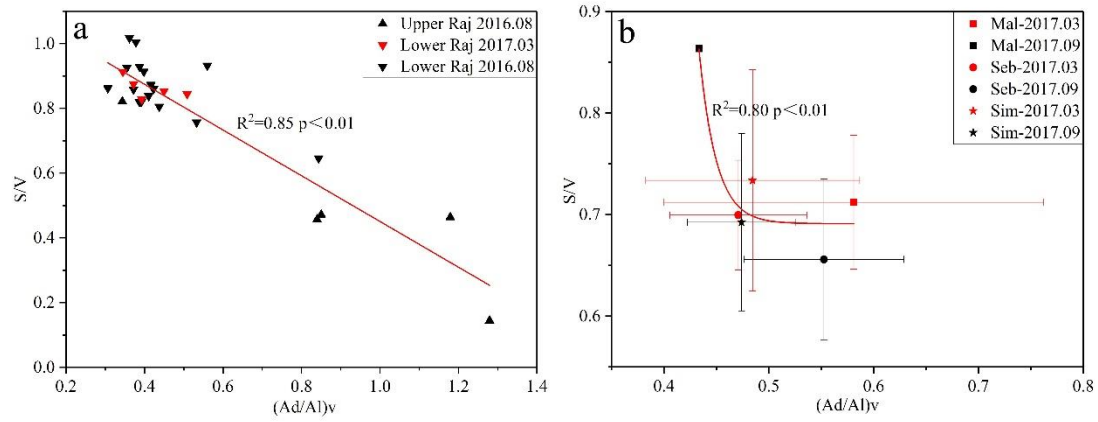 a
Upper Raj 2016.08
Lower Raj 2017.03
Lower Raj 2016.08
R²=0.85 p<0.01
S/V
1.0
0.8
0.6
0.4
0.2
0.0
0.2 0.4 0.6 0.8 1.0 1.2 1.4
(Ad/Al)v
b
Mal-2017.03
Mal-2017.09
Seb-2017.03
Seb-2017.09
Sim-2017.03
Sim-2017.09
R²=0.80 p<0.01
S/V
0.9
0.8
0.7
0.6
0.4 0.5 0.6 0.7 0.8
(Ad/Al)v